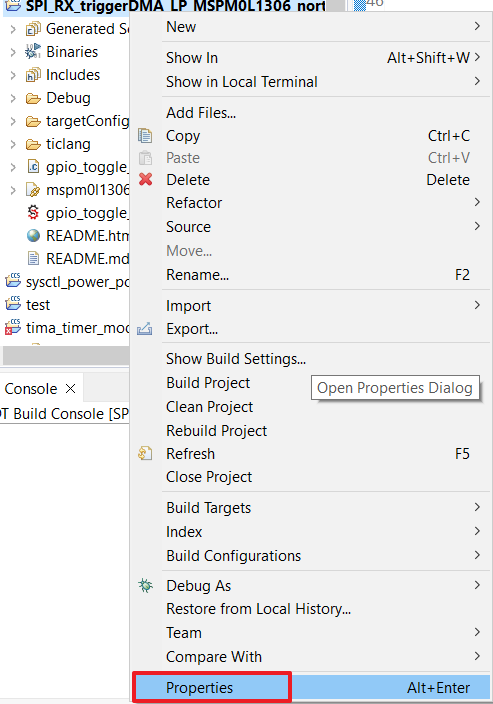 SPI_RX_triggerDMA_LP_MSPM0L1306_nort
46
Generated So
Binaries
Includes
Debug
targetConfig
ticlang
gpio_toggle_
mspm0l1306
gpio_toggle_
README.htm
README.md
sysctl_power_po
test
tima_timer_mod
Console
OT Build Console [SP
New
Show In Alt+Shift+W
Show in Local Terminal
Add Files...
Copy Ctrl+C
Paste Ctrl+V
Delete Delete
Refactor
Source
Move...
Rename... F2
Import
Export...
Show Build Settings...
Build Project
Open Properties Dialog
Clean Project
Rebuild Project
Refresh F5
Close Project
Build Targets
Index
Build Configurations
Debug As
Restore from Local History...
Team
Compare With
Properties Alt+Enter